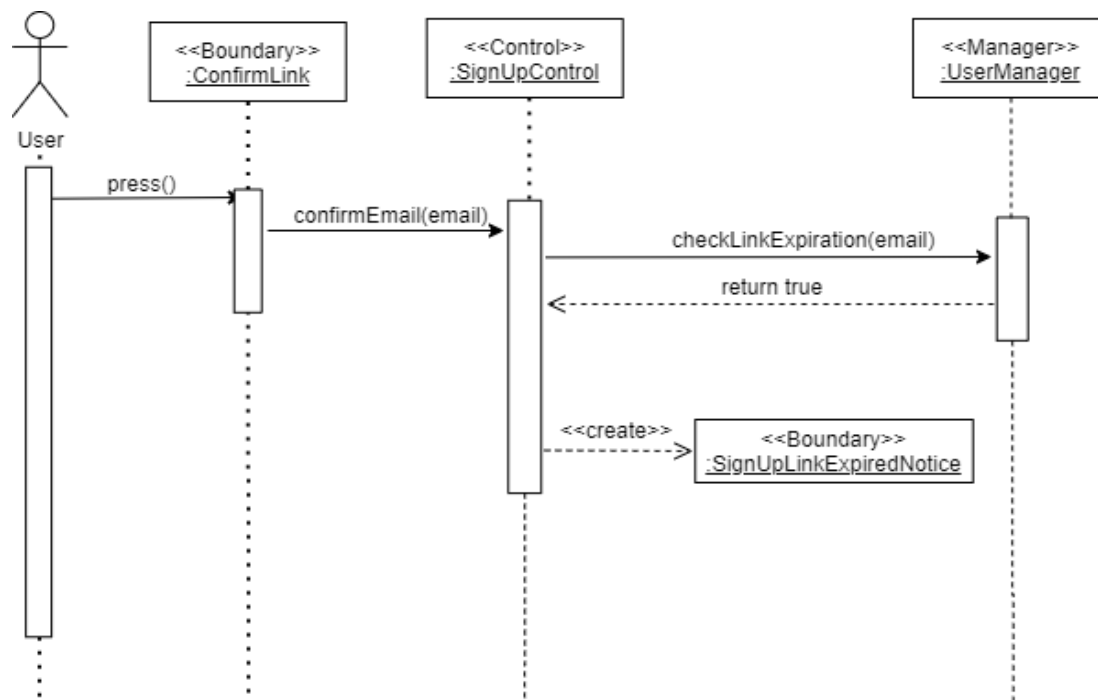 <<Boundary>>
:ConfirmLink
<<Control>>
:SignUpControl
<<Manager>>
:UserManager
User
press()
confirmEmail(email)
checkLinkExpiration(email)
return true
<<create>>
<<Boundary>>
:SignUpLinkExpiredNotice